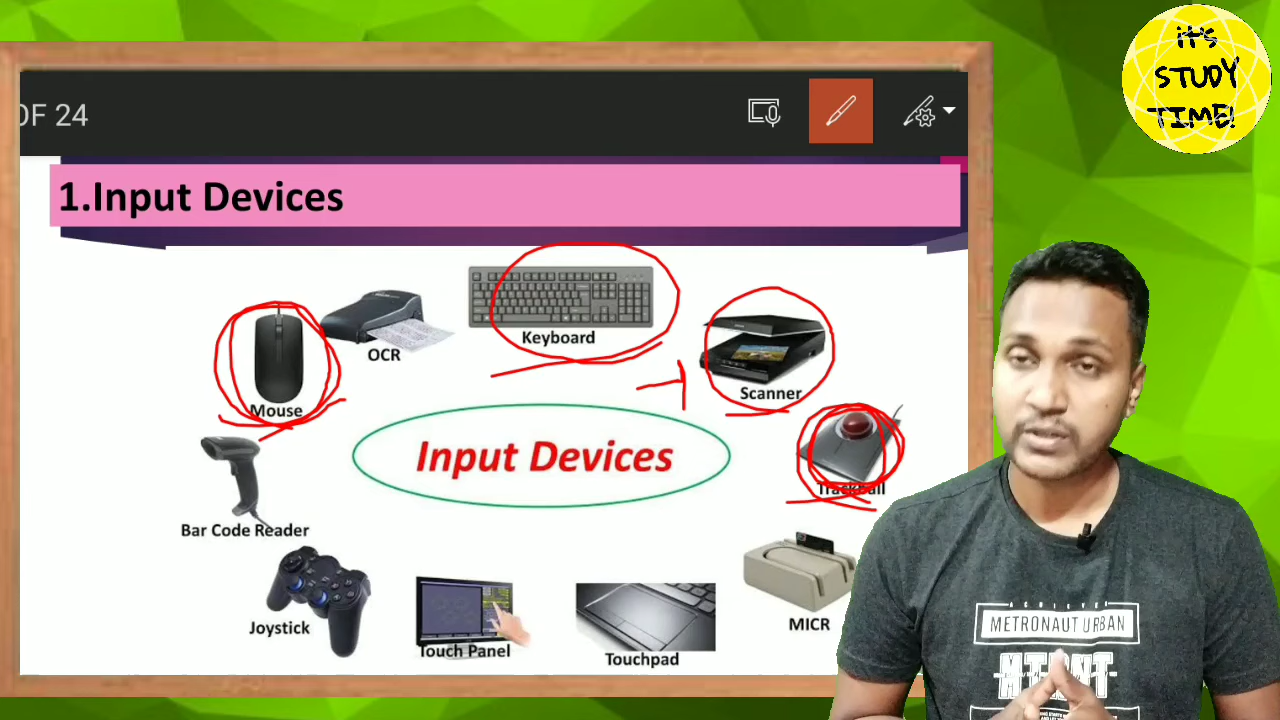 OF 24
It's
STUDY
TIME!
1.Input Devices
Keyboard
OCR
Scanner
Mouse
Input Devices
Trackball
Bar Code Reader
Joystick
Touch Panel
Touchpad
MICR
ACHIEVE
METRONAUT URBAN